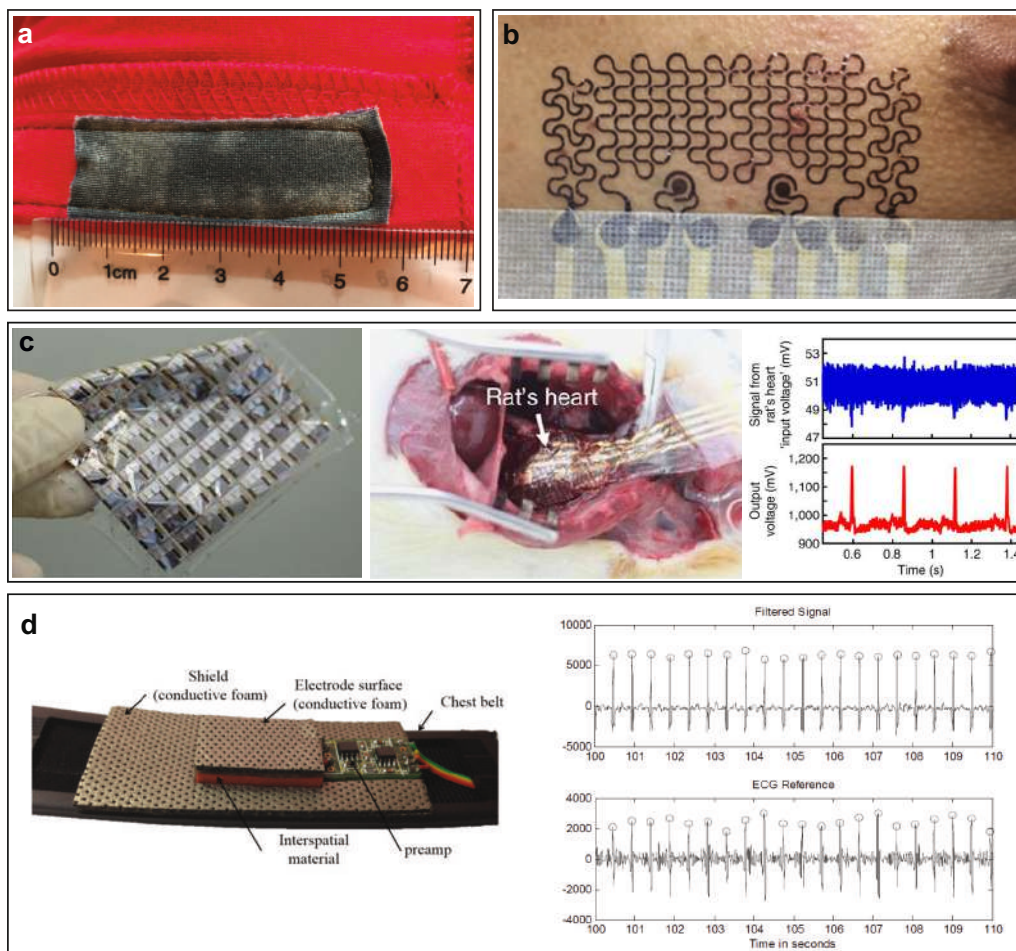 a
0
1cm
2
3
4
5
6
7
b
c
Rat's heart
Signal from
rat's heart
'input voltage' (mV)
53
51
49
47
Output
voltage (mV)
1,200
1,100
1,000
900
0.6
0.8
1
1.2
1.4
Time (s)
d
Shield
(conductive foam)
Electrode surface
(conductive foam)
Chest belt
Interspatial
material
preamp
Filtered Signal
10000
5000
0
-5000
100 101 102 103 104 105 106 107 108 109 110
ECG Reference
4000
2000
0
-2000
-4000
100 101 102 103 104 105 106 107 108 109 110
Time in seconds